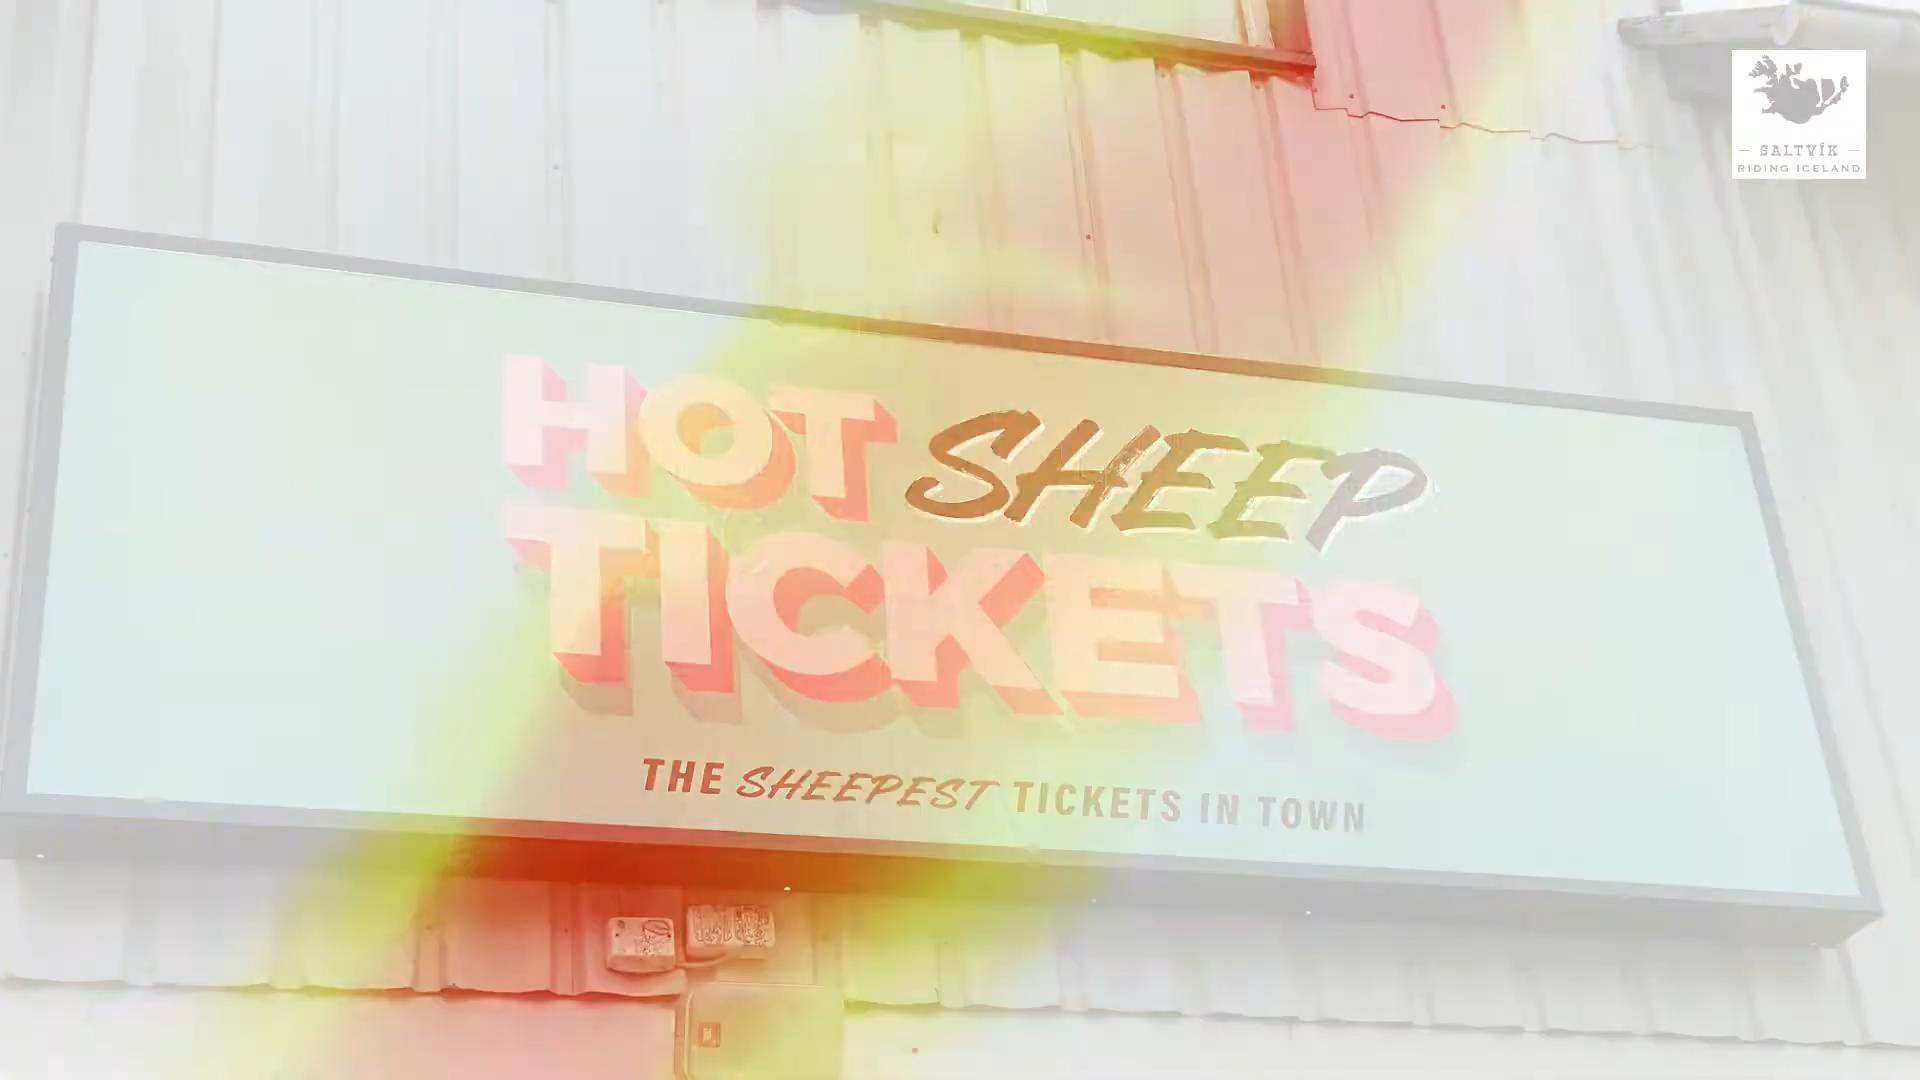 SALTVÍK
RIDING ICELAND
HOT SHEEP
TICKETS
THE SHEEPEST TICKETS IN TOWN